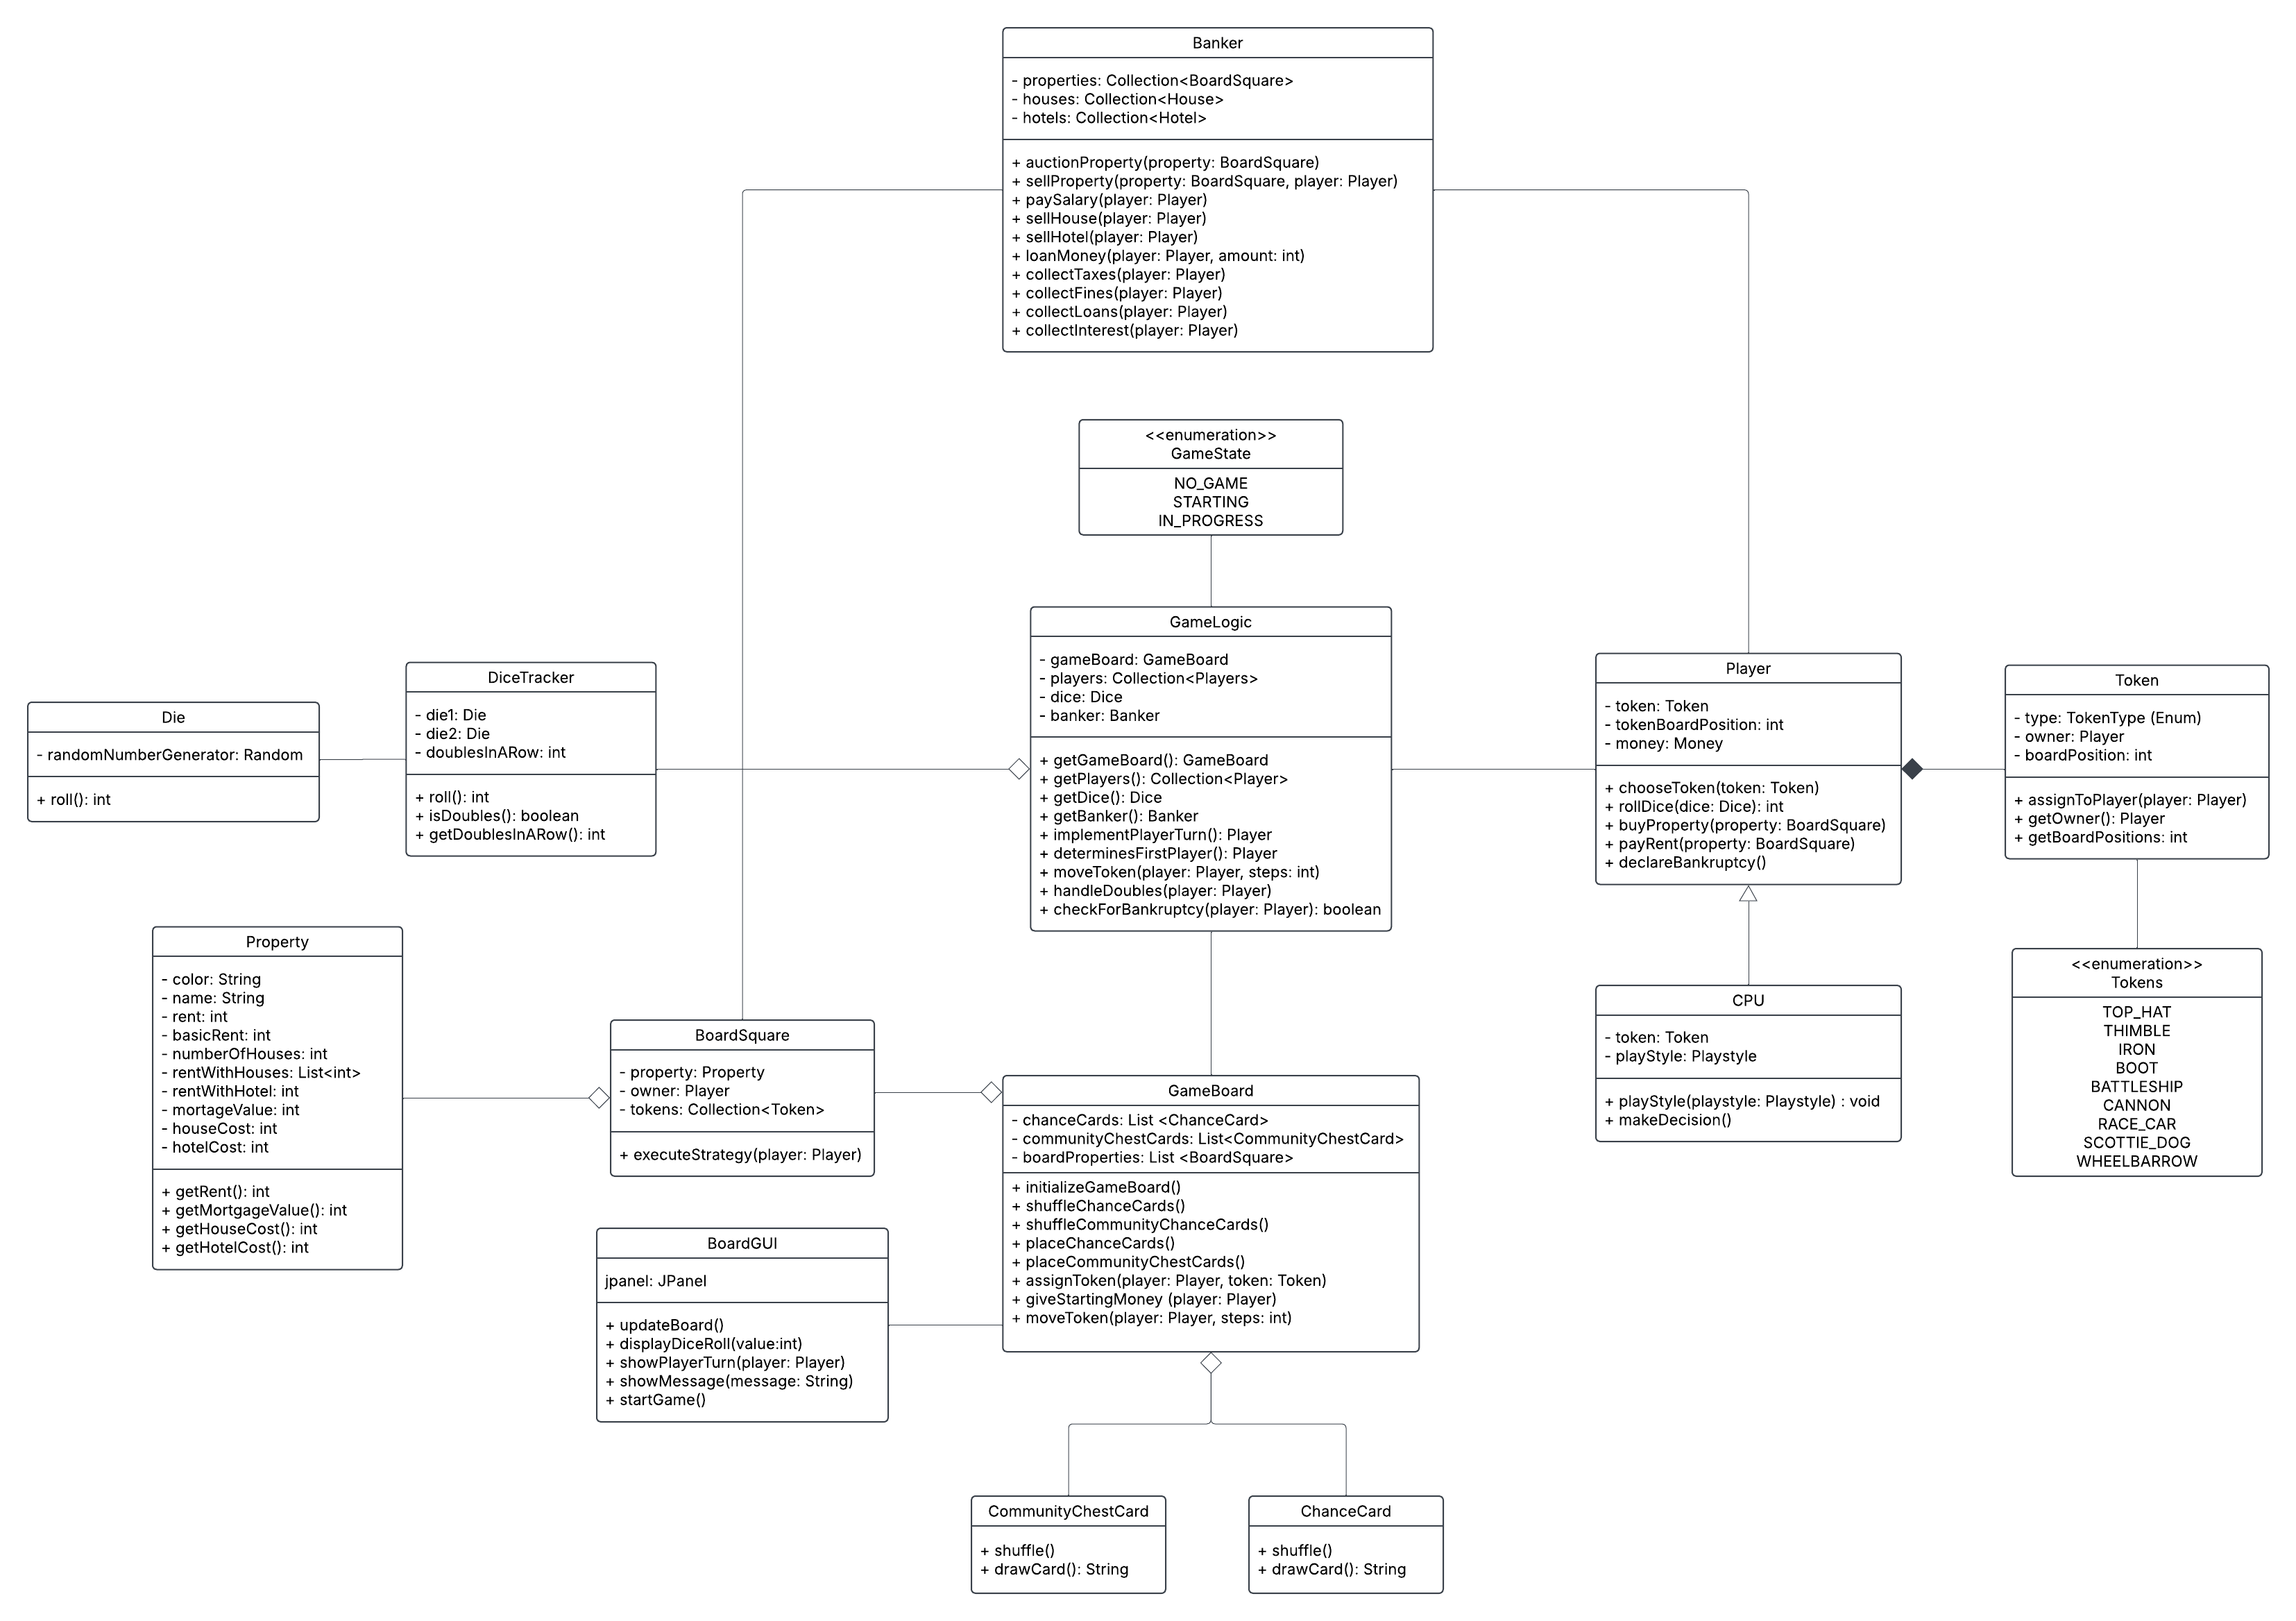 Banker
- properties: Collection<BoardSquare>
- houses: Collection<House>
- hotels: Collection<Hotel>
+ auctionProperty(property: BoardSquare)
+ sellProperty(property: BoardSquare, player: Player)
+ paySalary(player: Player)
+ sellHouse(player: Player)
+ sellHotel(player: Player)
+ loanMoney(player: Player, amount: int)
+ collectTaxes(player: Player)
+ collectFines(player: Player)
+ collectLoans(player: Player)
+ collectInterest(player: Player)
<<enumeration>>
GameState
NO_GAME
STARTING
IN_PROGRESS
GameLogic
- gameBoard: GameBoard
- players: Collection<Players>
- dice: Dice
- banker: Banker
+ getGameBoard(): GameBoard
+ getPlayers(): Collection<Player>
+ getDice(): Dice
+ getBanker(): Banker
+ implementPlayerTurn(): Player
+ determinesFirstPlayer(): Player
+ moveToken(player: Player, steps: int)
+ handleDoubles(player: Player)
+ checkForBankruptcy(player: Player): boolean
Die
- randomNumberGenerator: Random
+ roll(): int
DiceTracker
- die1: Die
- die2: Die
- doublesInARow: int
+ roll(): int
+ isDoubles(): boolean
+ getDoublesInARow(): int
Player
- token: Token
- tokenBoardPosition: int
- money: Money
+ chooseToken(token: Token)
+ rollDice(dice: Dice): int
+ buyProperty(property: BoardSquare)
+ payRent(property: BoardSquare)
+ declareBankruptcy()
Token
- type: TokenType (Enum)
- owner: Player
- boardPosition: int
+ assignToPlayer(player: Player)
+ getOwner(): Player
+ getBoardPositions: int
Property
- color: String
- name: String
- rent: int
- basicRent: int
- numberOfHouses: int
- rentWithHouses: List<int>
- rentWithHotel: int
- mortageValue: int
- houseCost: int
- hotelCost: int
+ getRent(): int
+ getMortgageValue(): int
+ getHouseCost(): int
+ getHotelCost(): int
BoardSquare
- property: Property
- owner: Player
- tokens: Collection<Token>
+ executeStrategy(player: Player)
GameBoard
- chanceCards: List <ChanceCard>
- communityChestCards: List<CommunityChestCard>
- boardProperties: List <BoardSquare>
+ initializeGameBoard()
+ shuffleChanceCards()
+ shuffleCommunityChanceCards()
+ placeChanceCards()
+ placeCommunityChestCards()
+ assignToken(player: Player, token: Token)
+ giveStartingMoney (player: Player)
+ moveToken(player: Player, steps: int)
CPU
- token: Token
- playStyle: Playstyle
+ playStyle(playstyle: Playstyle) : void
+ makeDecision()
<<enumeration>>
Tokens
TOP_HAT
THIMBLE
IRON
BOOT
BATTLESHIP
CANNON
RACE_CAR
SCOTTIE_DOG
WHEELBARROW
BoardGUI
jpanel: JPanel
+ updateBoard()
+ displayDiceRoll(value:int)
+ showPlayerTurn(player: Player)
+ showMessage(message: String)
+ startGame()
CommunityChestCard
+ shuffle()
+ drawCard(): String
ChanceCard
+ shuffle()
+ drawCard(): String